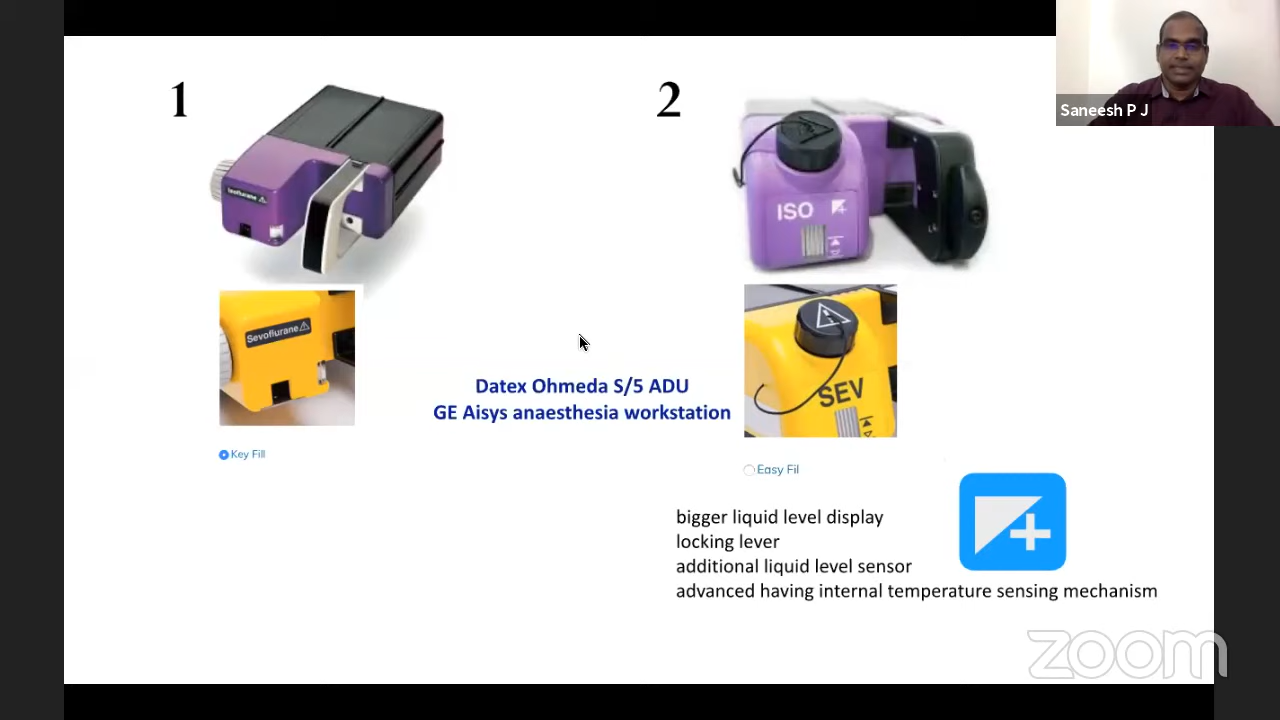 1
2
Saneesh P J
Isoflurane
ISO
Sevoflurane
SEV
Datex Ohmeda S/5 ADU
GE Aisys anaesthesia workstation
Key Fill
Easy Fil
bigger liquid level display
locking lever
additional liquid level sensor
advanced having internal temperature sensing mechanism
zoom